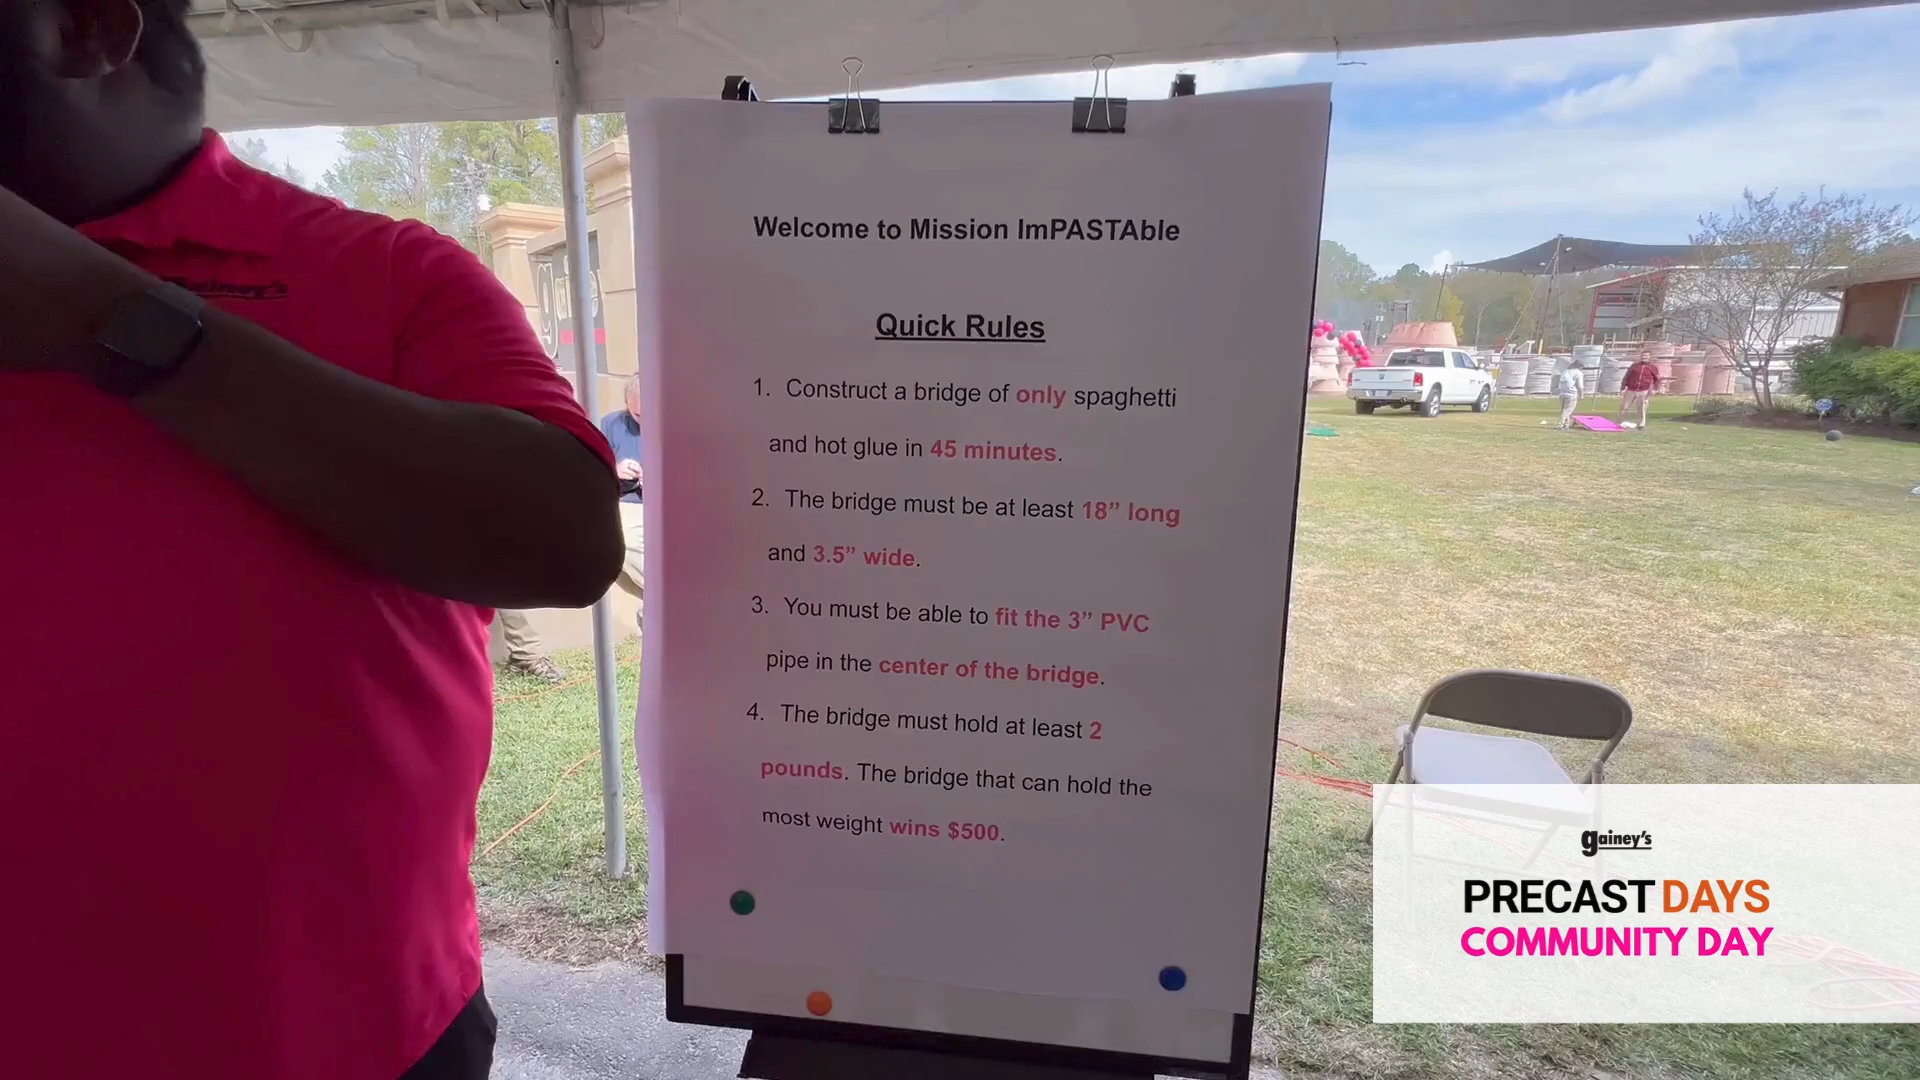 Welcome to Mission ImPASTAble
Quick Rules
1. Construct a bridge of only spaghetti
and hot glue in 45 minutes.
2. The bridge must be at least 18” long
and 3.5” wide.
3. You must be able to fit the 3” PVC
pipe in the center of the bridge.
4. The bridge must hold at least 2
pounds. The bridge that can hold the
most weight wins $500.
gainey's
gainey's
PRECAST DAYS
COMMUNITY DAY